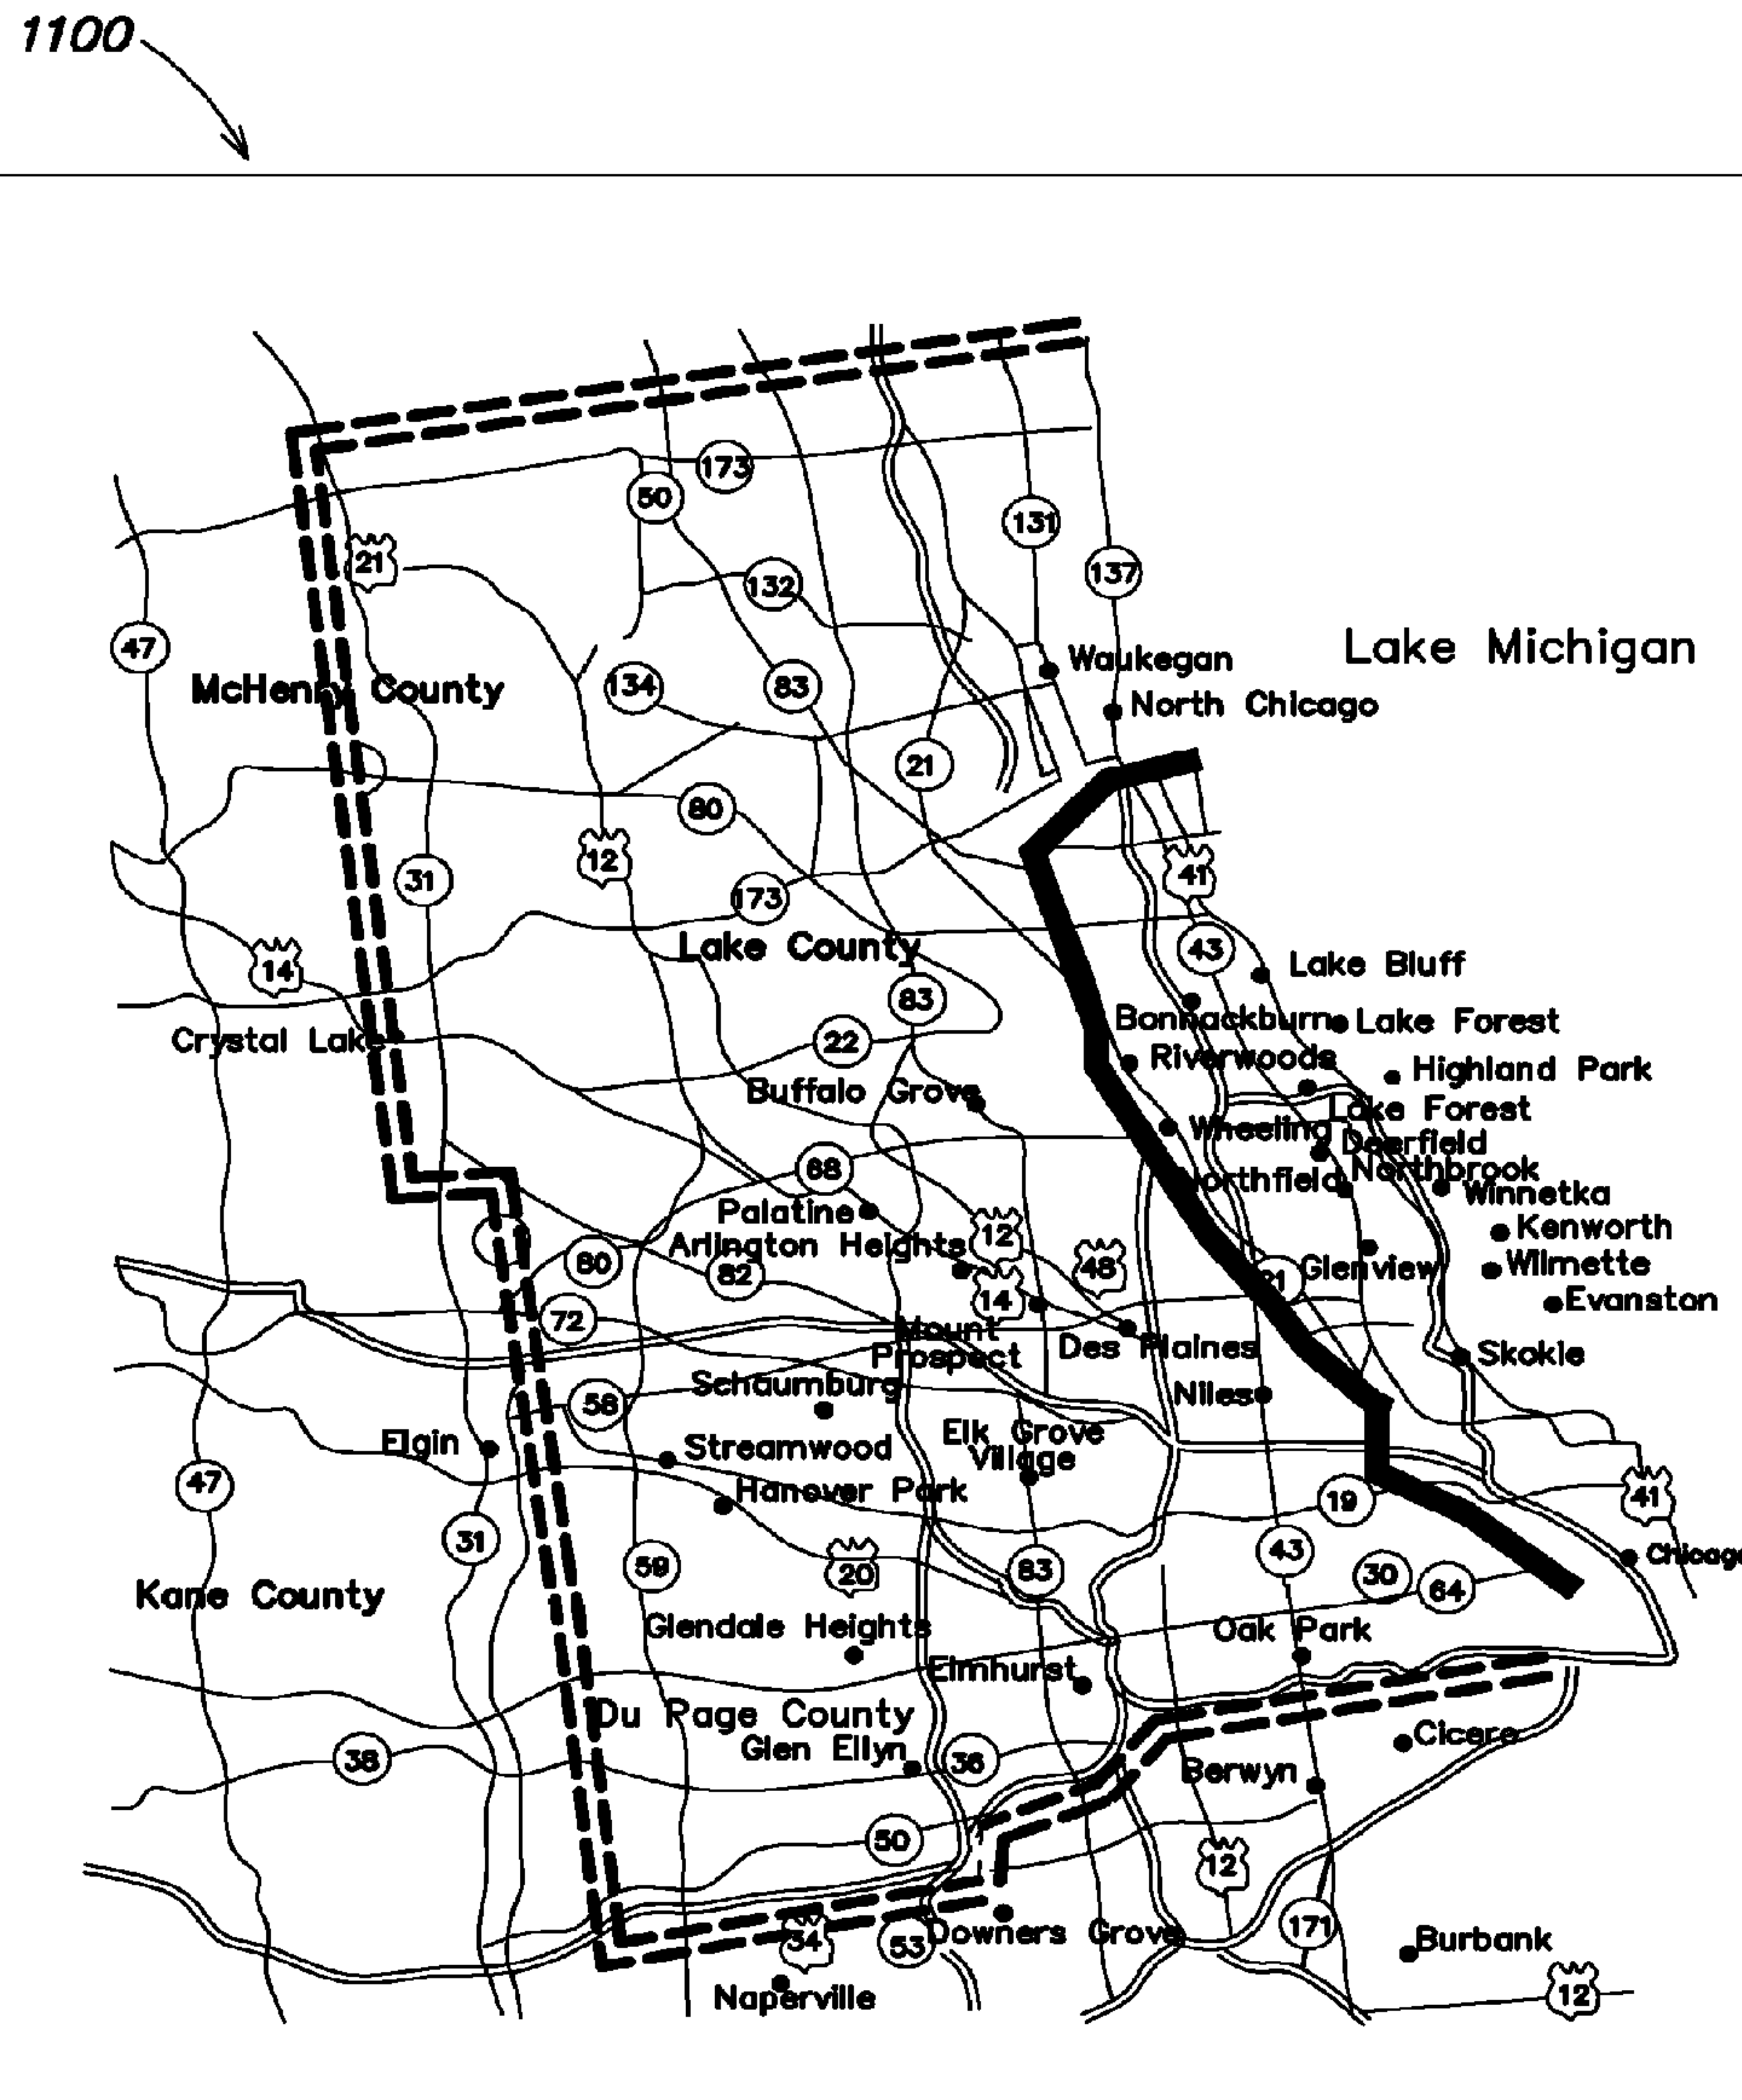 1100
173
50
131
21
137
132
47
Lake Michigan
Waukegan
McHenry County
134
83
North Chicago
21
80
12
31
41
173
Lake County
43
Lake Bluff
14
83
Bonnackburn
Lake Forest
Crystal Lake
22
Riverwoods
Highland Park
Buffalo Grove
Lake Forest
Wheeling
Deerfield
68
Northbrook
Northfield
Winnetka
Palatine
Kenworth
12
Arlington Heights
80
82
48
Glenview
Wilmette
21
14
Evanston
72
Mount
Prospect
Des Plaines
Skokie
Schaumburg
Niles
58
Elk Grove
Village
Elgin
Streamwood
47
Hanover Park
19
41
31
43
Chicago
59
20
83
30
64
Kane County
Glendale Heights
Oak Park
Elmhurst
Du Page County
Cicero
Glen Ellyn
38
36
Berwyn
50
12
34
53
Downers Grove
171
Burbank
Naperville
12